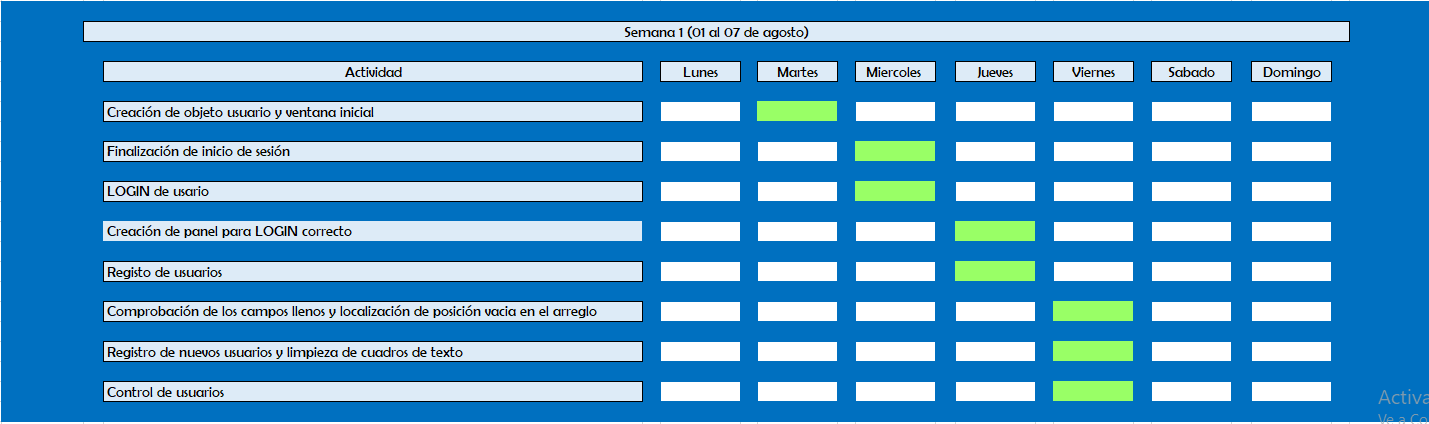 Semana 1 (01 al 07 de agosto)
Actividad Lunes Martes Miercoles Jueves Viernes Sabado Domingo
Creación de objeto usuario y ventana inicial
Finalización de inicio de sesión
LOGIN de usario
Creación de panel para LOGIN correcto
Registo de usuarios
Comprobación de los campos llenos y localización de posición vacia en el arreglo
Registro de nuevos usuarios y limpieza de cuadros de texto
Control de usuarios
Activa
Ve a Co